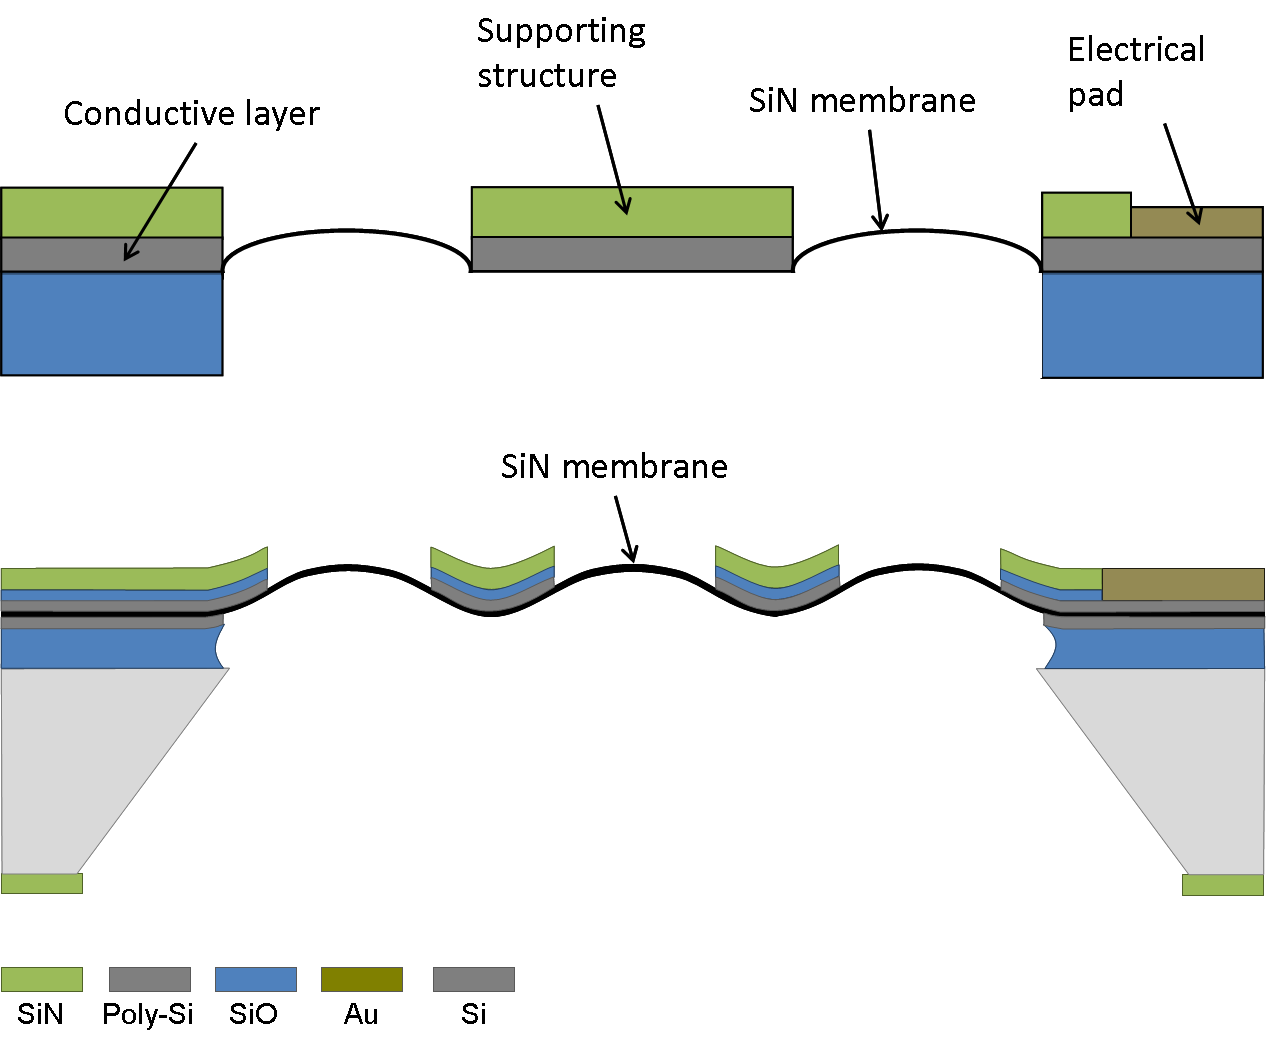 Supporting
structure
Electrical
pad
SiN membrane
Conductive layer
SiN membrane
SiN
Poly-Si
SiO
Au
Si